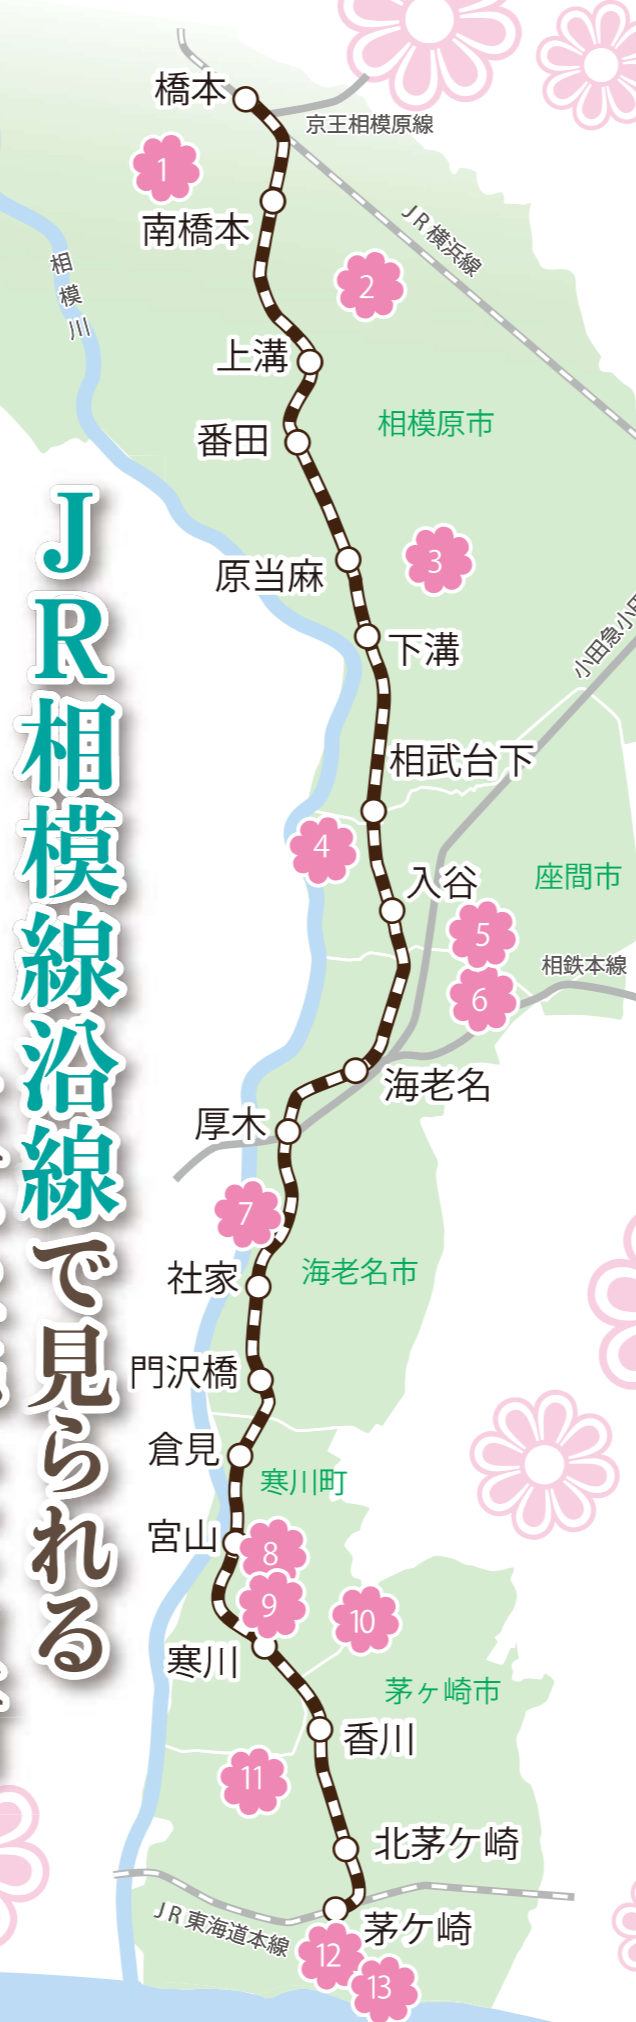 橋本
京王相模原線
1
南橋本
JR横浜線
相模川
2
上溝
相模原市
番田
3
原当麻
下溝
小田急小田
相武台下
4
入谷
座間市
5
相鉄本線
6
海老名
厚木
7
社家
海老名市
門沢橋
倉見
寒川町
宮山
8
9
10
寒川
茅ヶ崎市
香川
11
北茅ケ崎
JR東海道本線
茅ケ崎
12
13
JR相模線沿線で見られる